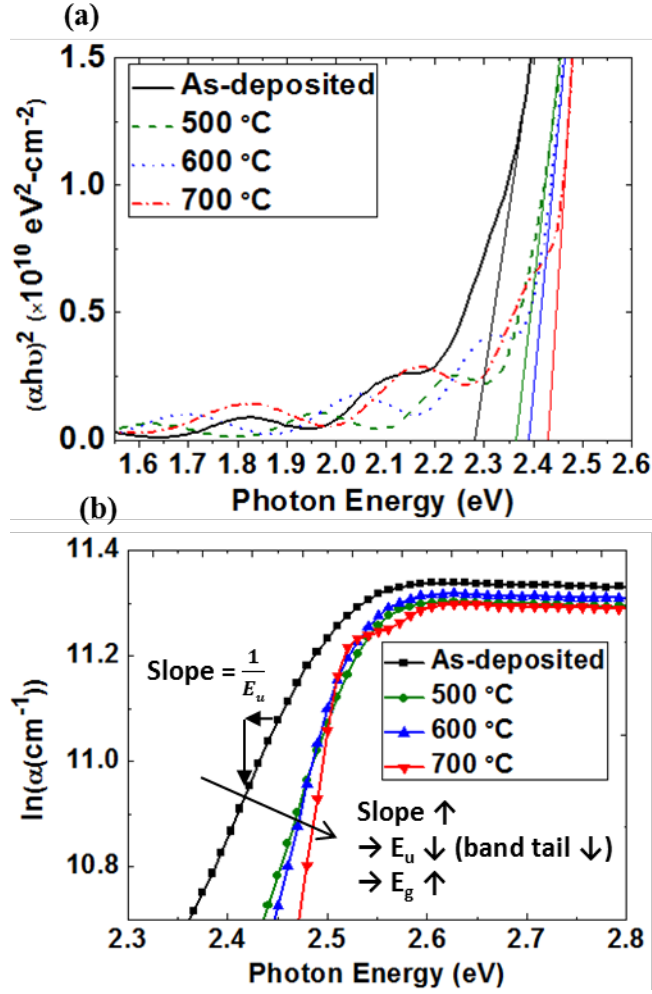 (a)
1.5
1.0
0.5
0.0
(αhυ)² (×10¹⁰ eV²-cm⁻²)
As-deposited
500 °C
600 °C
700 °C
1.6 1.7 1.8 1.9 2.0 2.1 2.2 2.3 2.4 2.5 2.6
Photon Energy (eV)
(b)
11.4
11.2
11.0
10.8
ln(α(cm⁻¹))
Slope = 1/E_u
As-deposited
500 °C
600 °C
700 °C
Slope ↑
→ E_u ↓ (band tail ↓)
→ E_g ↑
2.3 2.4 2.5 2.6 2.7 2.8
Photon Energy (eV)